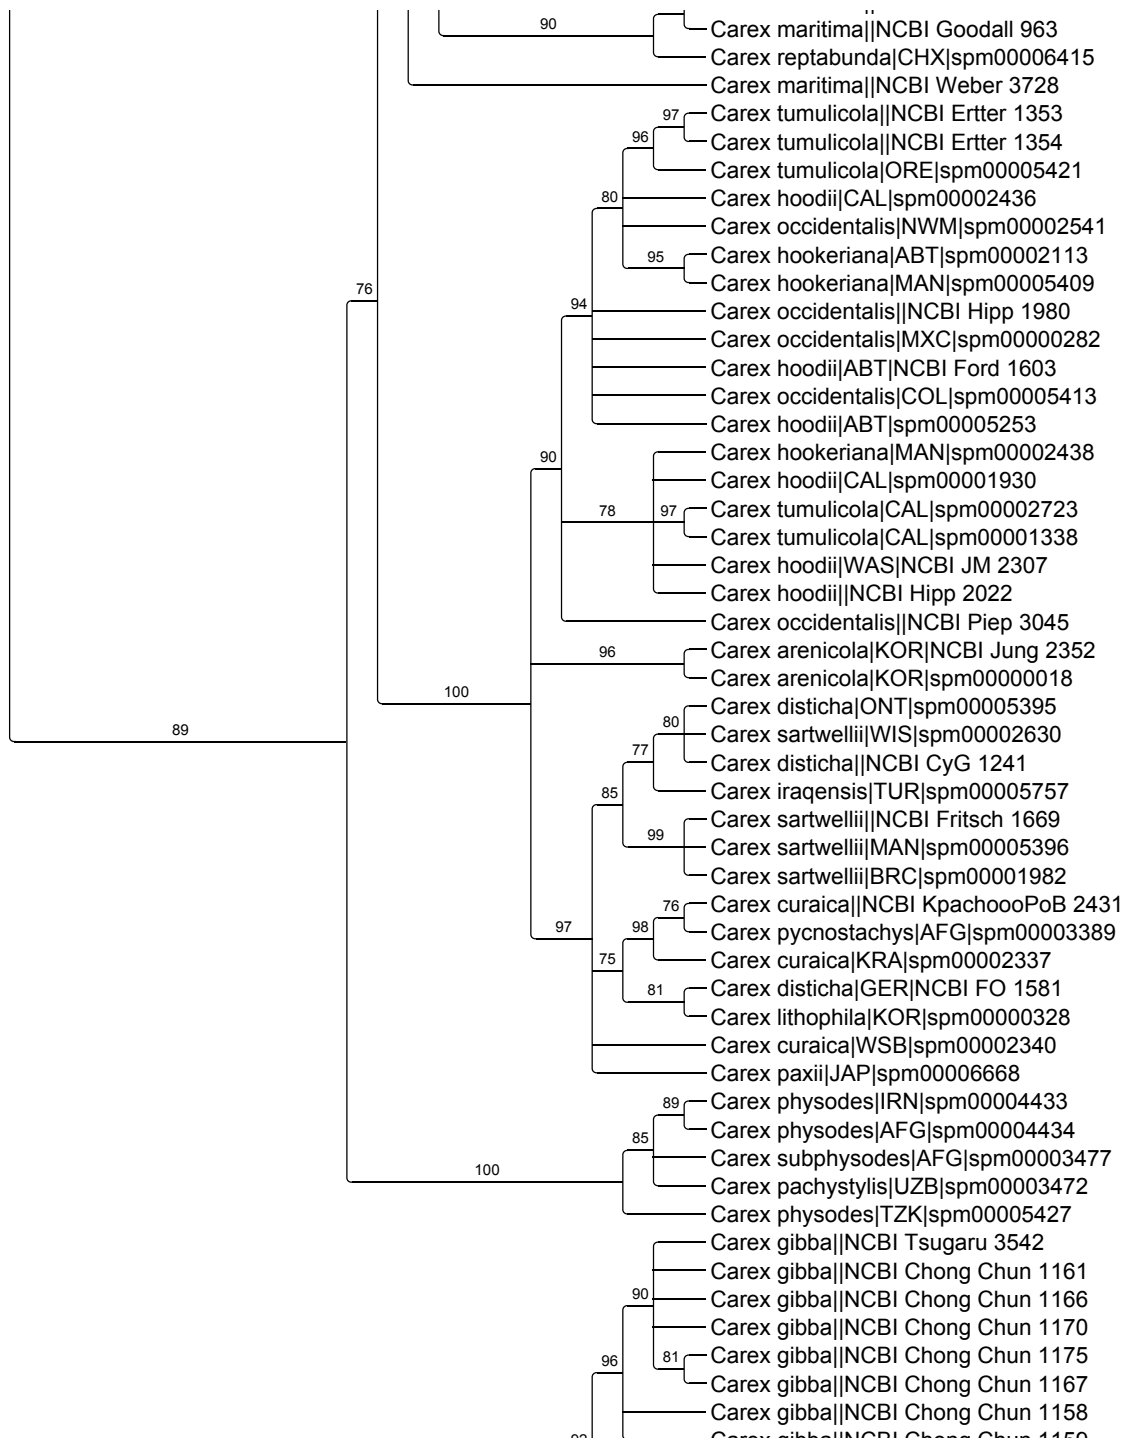 90
Carex maritima||NCBI Goodall 963
Carex reptabunda|CHX|spm00006415
Carex maritima||NCBI Weber 3728
97
Carex tumulicola||NCBI Ertter 1353
96
Carex tumulicola||NCBI Ertter 1354
Carex tumulicola|ORE|spm00005421
80
Carex hoodii|CAL|spm00002436
Carex occidentalis|NWM|spm00002541
95
Carex hookeriana|ABT|spm00002113
Carex hookeriana|MAN|spm00005409
76
94
Carex occidentalis||NCBI Hipp 1980
Carex occidentalis|MXC|spm00000282
Carex hoodii|ABT|NCBI Ford 1603
Carex occidentalis|COL|spm00005413
Carex hoodii|ABT|spm00005253
90
Carex hookeriana|MAN|spm00002438
Carex hoodii|CAL|spm00001930
78
97
Carex tumulicola|CAL|spm00002723
Carex tumulicola|CAL|spm00001338
Carex hoodii|WAS|NCBI JM 2307
Carex hoodii||NCBI Hipp 2022
Carex occidentalis||NCBI Piep 3045
96
Carex arenicola|KOR|NCBI Jung 2352
Carex arenicola|KOR|spm00000018
100
89
Carex disticha|ONT|spm00005395
80
Carex sartwellii|WIS|spm00002630
77
Carex disticha||NCBI CyG 1241
Carex iraqensis|TUR|spm00005757
85
Carex sartwellii||NCBI Fritsch 1669
99
Carex sartwellii|MAN|spm00005396
Carex sartwellii|BRC|spm00001982
76
Carex curaica||NCBI KpachoooPoB 2431
97
98
Carex pycnostachys|AFG|spm00003389
75
Carex curaica|KRA|spm00002337
81
Carex disticha|GER|NCBI FO 1581
Carex lithophila|KOR|spm00000328
Carex curaica|WSB|spm00002340
Carex paxii|JAP|spm00006668
89
Carex physodes|IRN|spm00004433
85
Carex physodes|AFG|spm00004434
100
Carex subphysodes|AFG|spm00003477
Carex pachystylis|UZB|spm00003472
Carex physodes|TZK|spm00005427
Carex gibba||NCBI Tsugaru 3542
Carex gibba||NCBI Chong Chun 1161
90
Carex gibba||NCBI Chong Chun 1166
Carex gibba||NCBI Chong Chun 1170
96
81
Carex gibba||NCBI Chong Chun 1175
Carex gibba||NCBI Chong Chun 1167
Carex gibba||NCBI Chong Chun 1158
Carex gibba||NCBI Chong Chun 1159